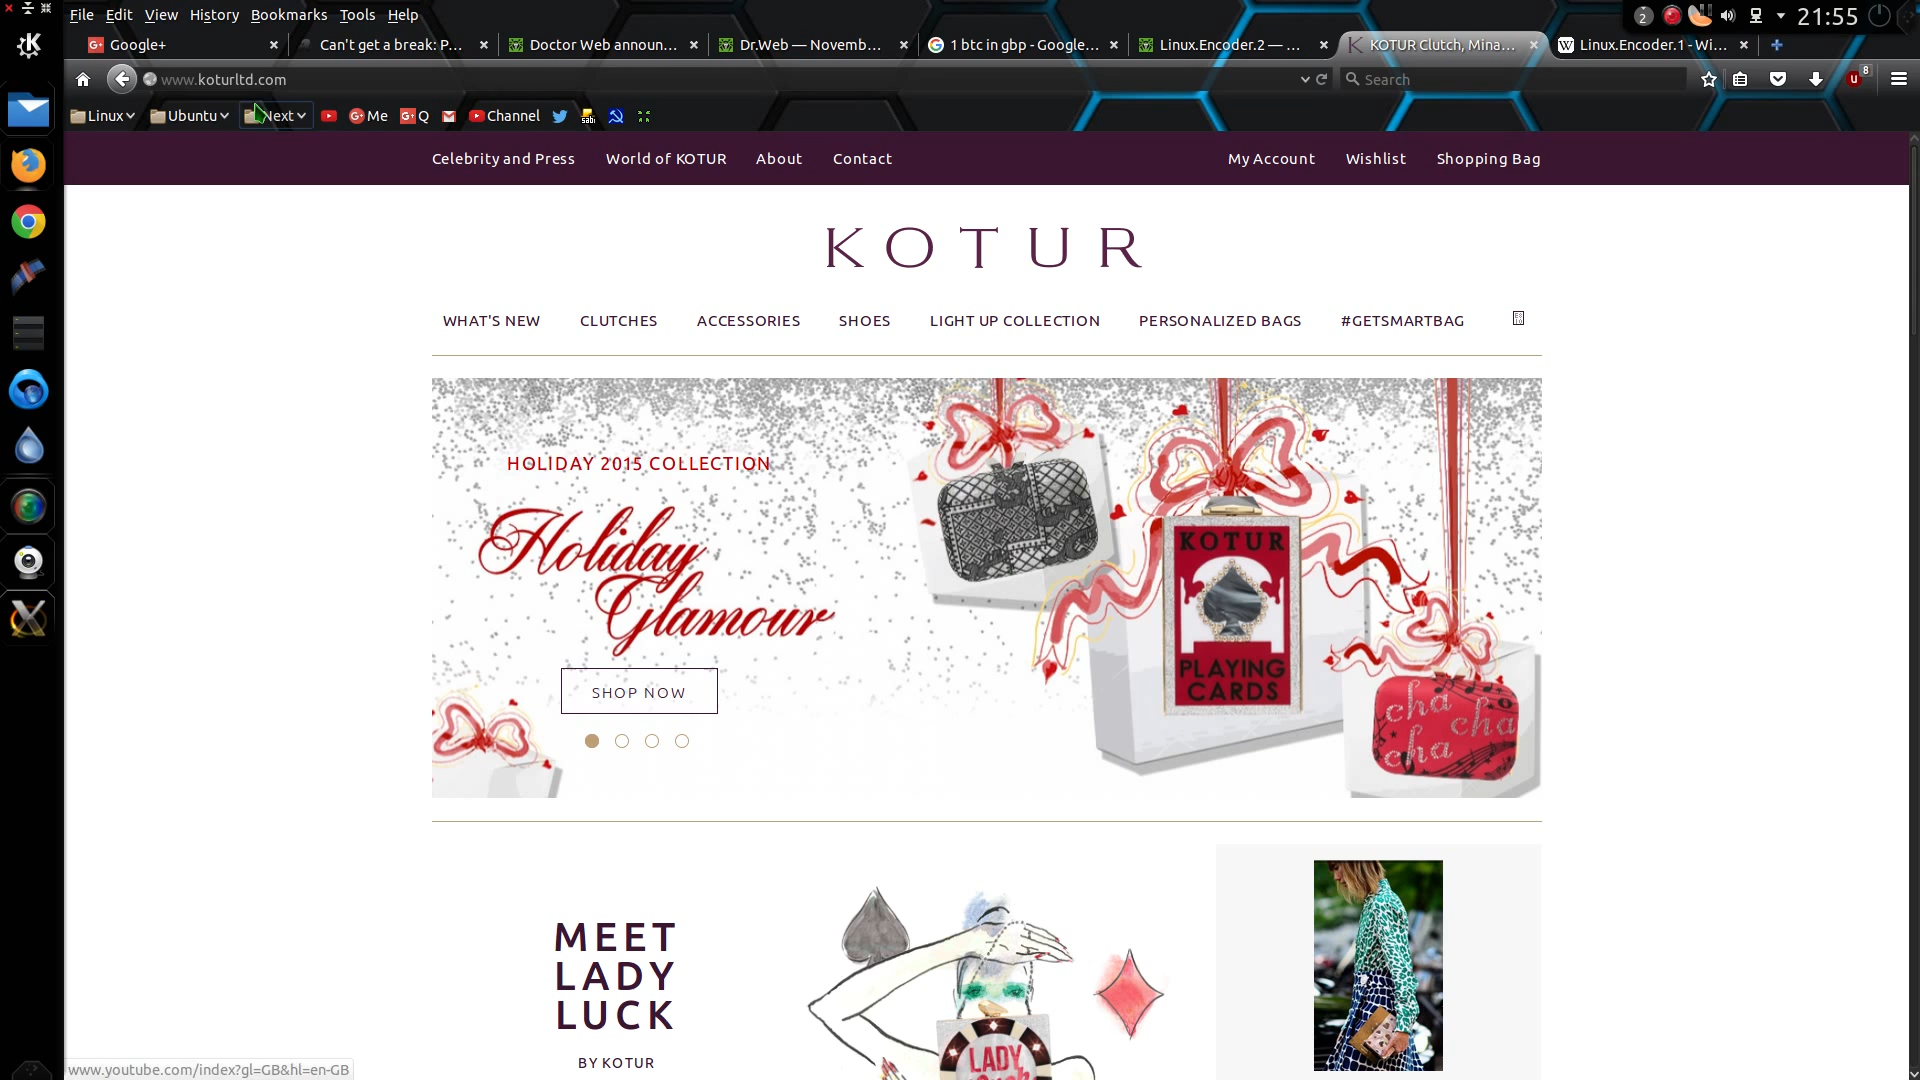 File Edit View History Bookmarks Tools Help
2
21:55
Google+
Can't get a break: P...
Doctor Web announ...
Dr.Web — Novemb...
1 btc in gbp - Google...
Linux.Encoder.2 — ...
KOTUR Clutch, Mina...
Linux.Encoder.1 - Wi...
www.koturltd.com
Search
8
Linux
Ubuntu
Next
Me
Q
Channel
Celebrity and Press
World of KOTUR
About
Contact
My Account
Wishlist
Shopping Bag
KOTUR
WHAT'S NEW
CLUTCHES
ACCESSORIES
SHOES
LIGHT UP COLLECTION
PERSONALIZED BAGS
#GETSMARTBAG
HOLIDAY 2015 COLLECTION
Holiday
Glamour
SHOP NOW
KOTUR
PLAYING
CARDS
cha
cha
cha
MEET
LADY
LUCK
BY KOTUR
LADY
Luck
www.youtube.com/index?gl=GB&hl=en-GB